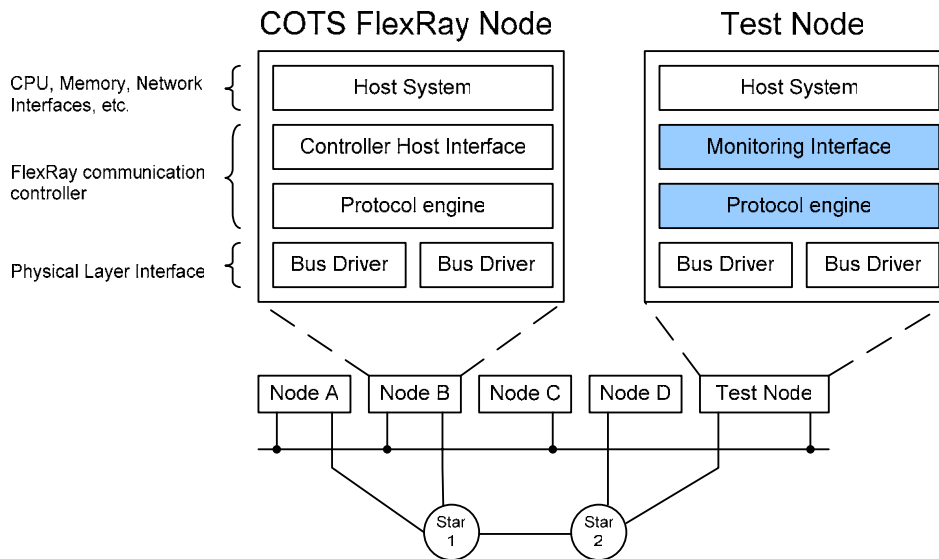 COTS FlexRay Node
Test Node
CPU, Memory, Network
Interfaces, etc.
Host System
Host System
FlexRay communication
controller
Controller Host Interface
Monitoring Interface
Protocol engine
Protocol engine
Physical Layer Interface
Bus Driver
Bus Driver
Bus Driver
Bus Driver
Node A
Node B
Node C
Node D
Test Node
Star
1
Star
2